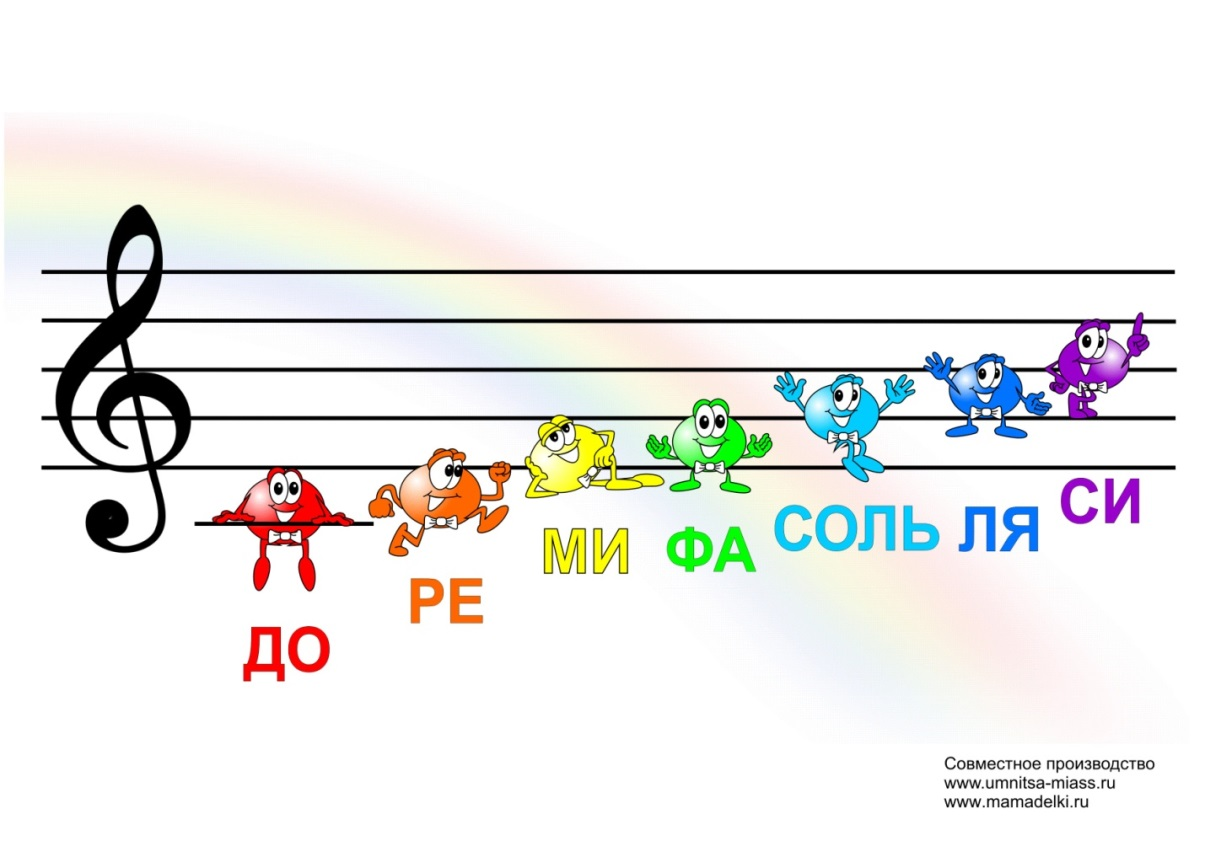 ДО
РЕ
МИ
ФА
СОЛЬ
ЛЯ
СИ
Совместное производство
www.umnitsa-miass.ru
www.mamadelki.ru